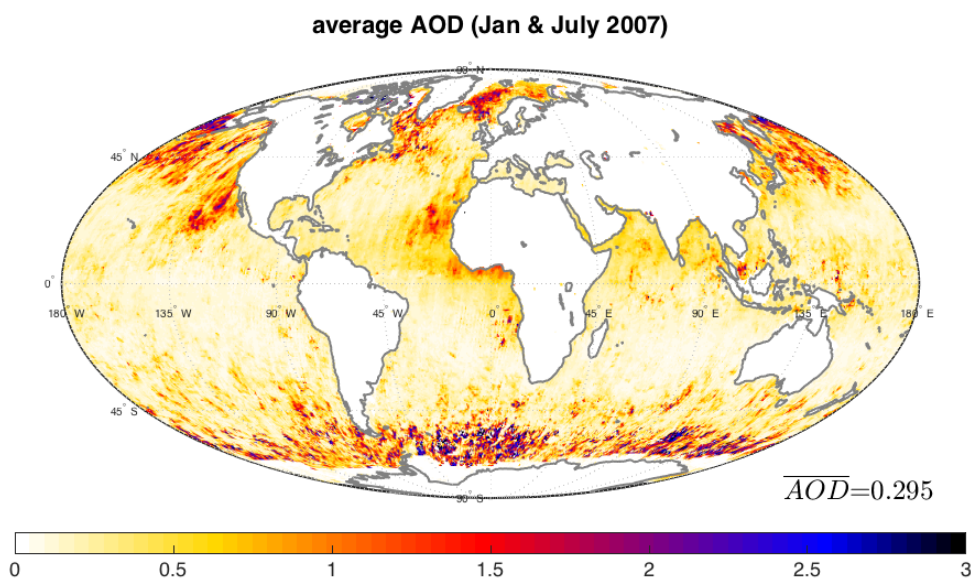 average AOD (Jan & July 2007)
90° N
45° N
0°
180° W
135° W
90° W
45° W
0
45° E
90° E
135° E
180° E
45° S
90° S
AOD=0.295
0 0.5 1 1.5 2 2.5 3